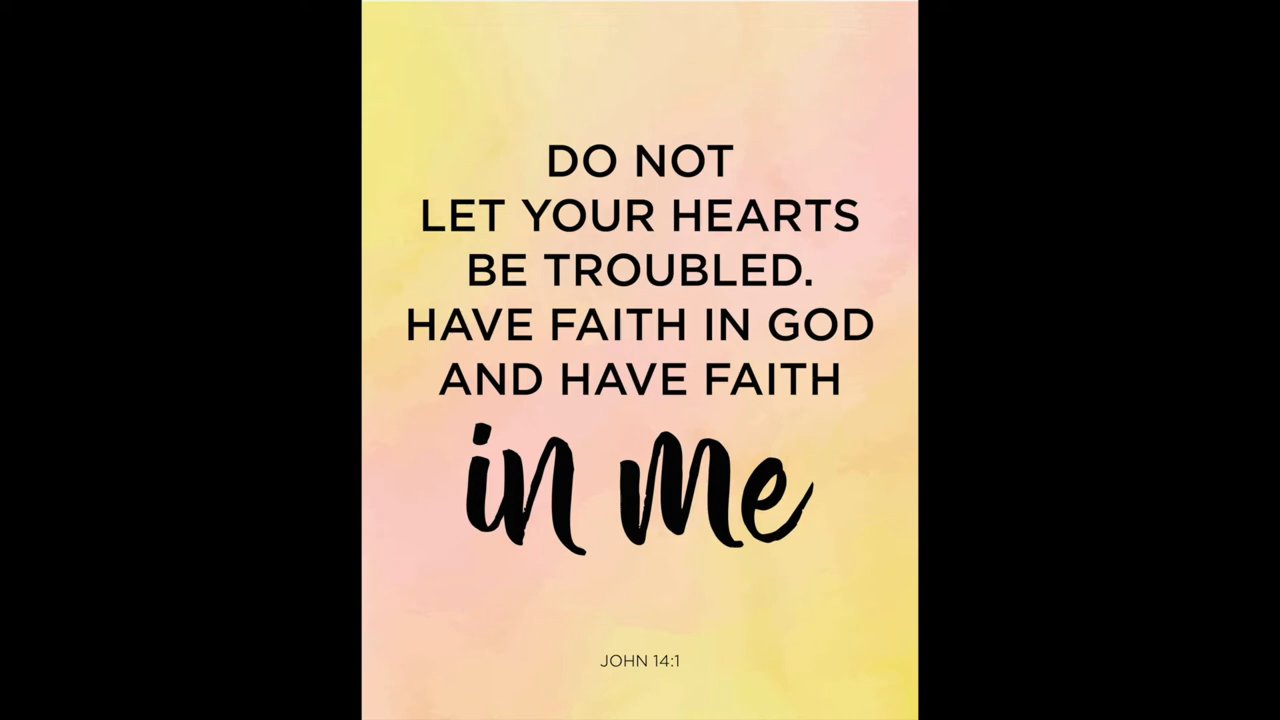 DO NOT
LET YOUR HEARTS
BE TROUBLED.
HAVE FAITH IN GOD
AND HAVE FAITH
in me
JOHN 14:1